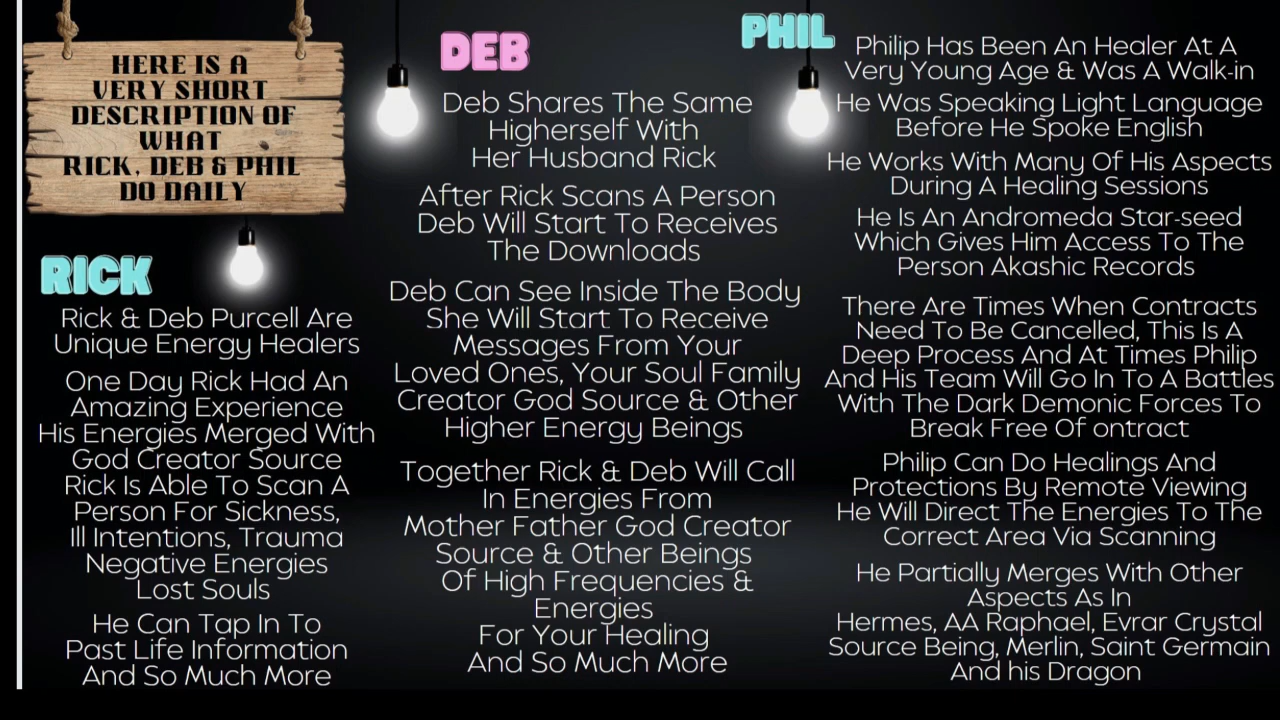 HERE IS A
VERY SHORT
DESCRIPTION OF
WHAT
RICK, DEB & PHIL
DO DAILY
RICK
Rick & Deb Purcell Are
Unique Energy Healers
One Day Rick Had An
Amazing Experience
His Energies Merged With
God Creator Source
Rick Is Able To Scan A
Person For Sickness,
Ill Intentions, Trauma
Negative Energies
Lost Souls
He Can Tap In To
Past Life Information
And So Much More
DEB
Deb Shares The Same
Higherself With
Her Husband Rick
After Rick Scans A Person
Deb Will Start To Receives
The Downloads
Deb Can See Inside The Body
She Will Start To Receive
Messages From Your
Loved Ones, Your Soul Family
Creator God Source & Other
Higher Energy Beings
Together Rick & Deb Will Call
In Energies From
Mother Father God Creator
Source & Other Beings
Of High Frequencies &
Energies
For Your Healing
And So Much More
PHIL
Philip Has Been An Healer At A
Very Young Age & Was A Walk-in
He Was Speaking Light Language
Before He Spoke English
He Works With Many Of His Aspects
During A Healing Sessions
He Is An Andromeda Star-seed
Which Gives Him Access To The
Person Akashic Records
There Are Times When Contracts
Need To Be Cancelled, This Is A
Deep Process And At Times Philip
And His Team Will Go In To A Battles
With The Dark Demonic Forces To
Break Free Of ontract
Philip Can Do Healings And
Protections By Remote Viewing
He Will Direct The Energies To The
Correct Area Via Scanning
He Partially Merges With Other
Aspects As In
Hermes, AA Raphael, Evrar Crystal
Source Being, Merlin, Saint Germain
And his Dragon